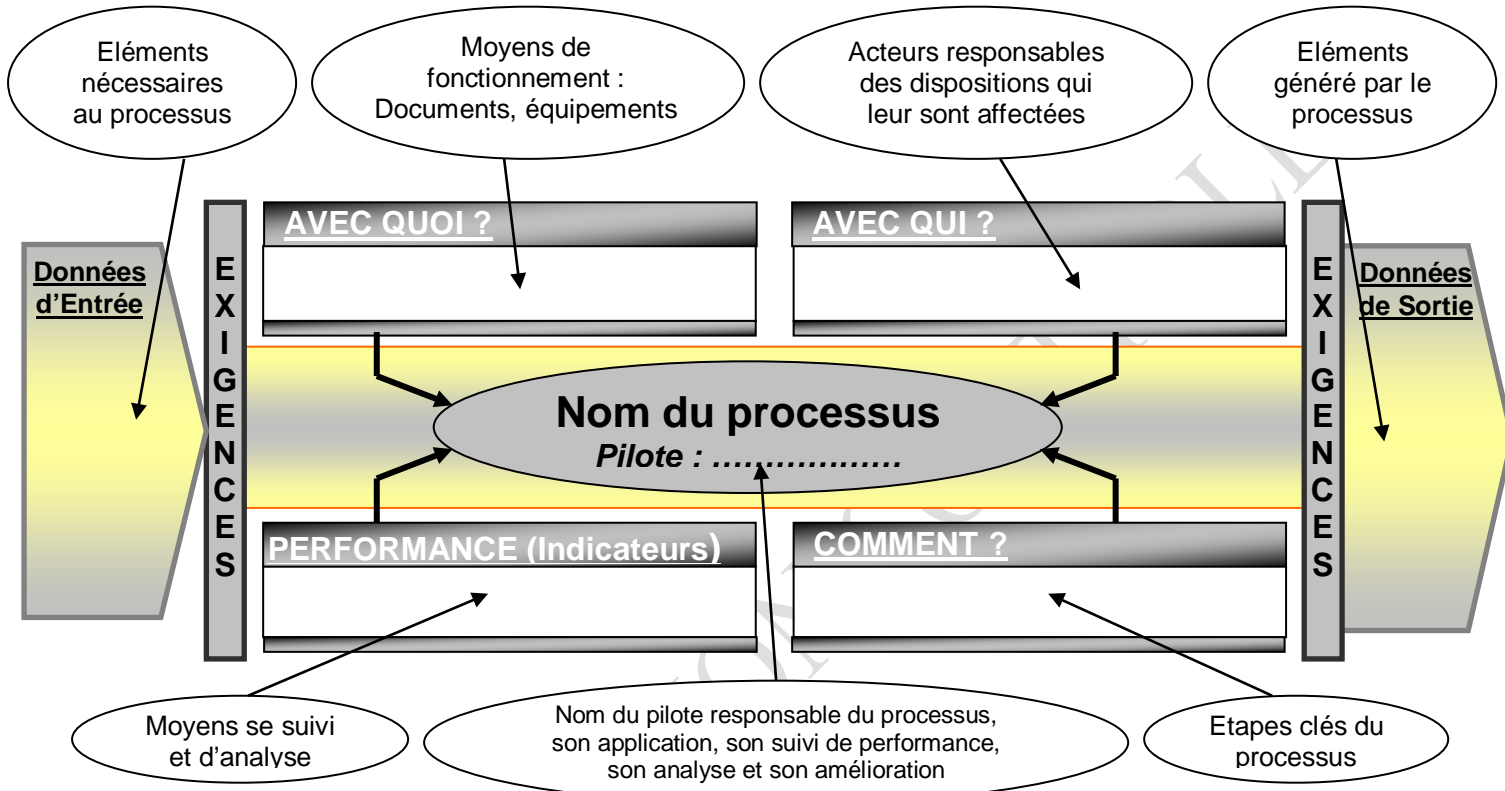 Eléments
nécessaires
au processus
Moyens de
fonctionnement :
Documents, équipements
Acteurs responsables
des dispositions qui
leur sont affectées
Eléments
généré par le
processus
AVEC QUOI ?
AVEC QUI ?
Données
d’Entrée
EXIGENCES
EXIGENCES
Données
de Sortie
Nom du processus
Pilote : ……………….
PERFORMANCE (Indicateurs)
COMMENT ?
Moyens se suivi
et d’analyse
Nom du pilote responsable du processus,
son application, son suivi de performance,
son analyse et son amélioration
Etapes clés du
processus